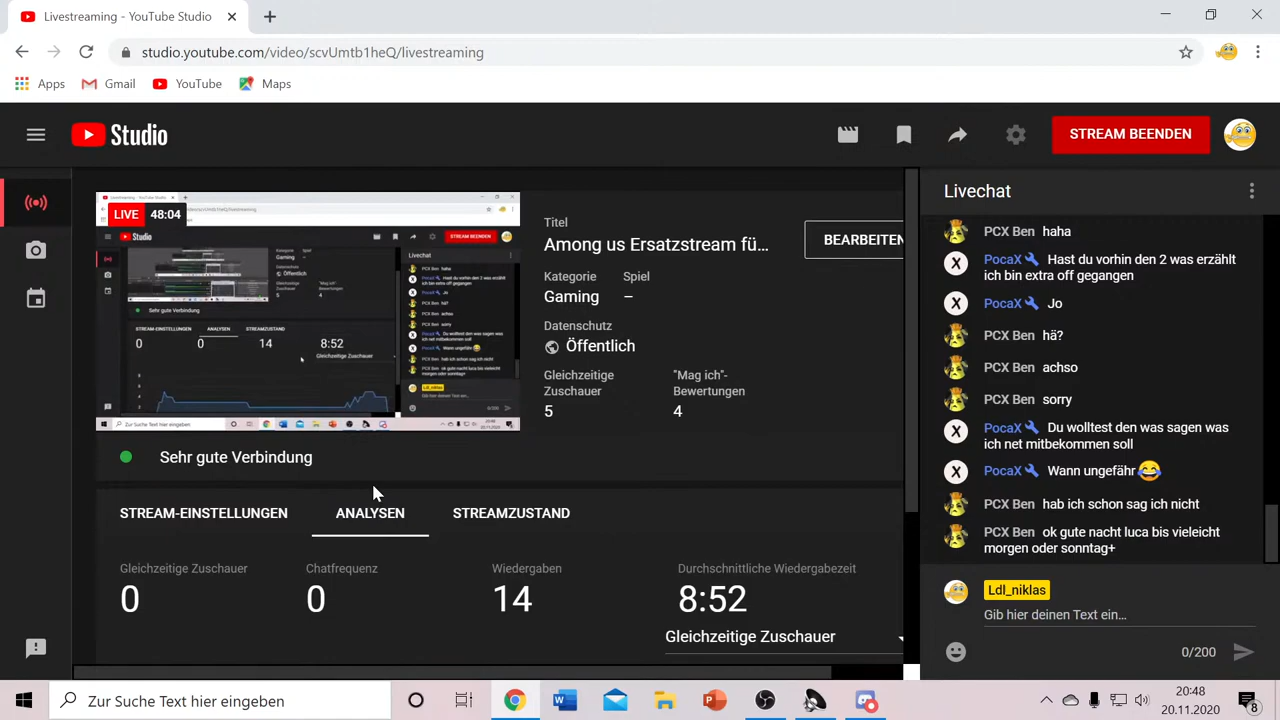 Livestreaming - YouTube Studio
studio.youtube.com/video/scvUmtb1heQ/livestreaming
Apps
Gmail
YouTube
Maps
Studio
STREAM BEENDEN
LIVE 48:04
Titel
Among us Ersatzstream fü...
BEARBEITEN
Kategorie
Spiel
Gaming
–
Datenschutz
Öffentlich
Gleichzeitige
Zuschauer
"Mag ich"-
Bewertungen
5
4
Sehr gute Verbindung
STREAM-EINSTELLUNGEN
ANALYSEN
STREAMZUSTAND
Gleichzeitige Zuschauer
Chatfrequenz
Wiedergaben
Durchschnittliche Wiedergabezeit
0
0
14
8:52
Gleichzeitige Zuschauer
Livechat
PCX Ben haha
X PocaX Hast du vorhin den 2 was erzählt
ich bin extra off gegangen
X PocaX Jo
PCX Ben hä?
PCX Ben achso
PCX Ben sorry
X PocaX Du wolltest den was sagen was
ich net mitbekommen soll
X PocaX Wann ungefähr😂
PCX Ben hab ich schon sag ich nicht
PCX Ben ok gute nacht luca bis vieleicht
morgen oder sonntag+
Ldl_niklas
Gib hier deinen Text ein...
0/200
Zur Suche Text hier eingeben
20:48
20.11.2020
8